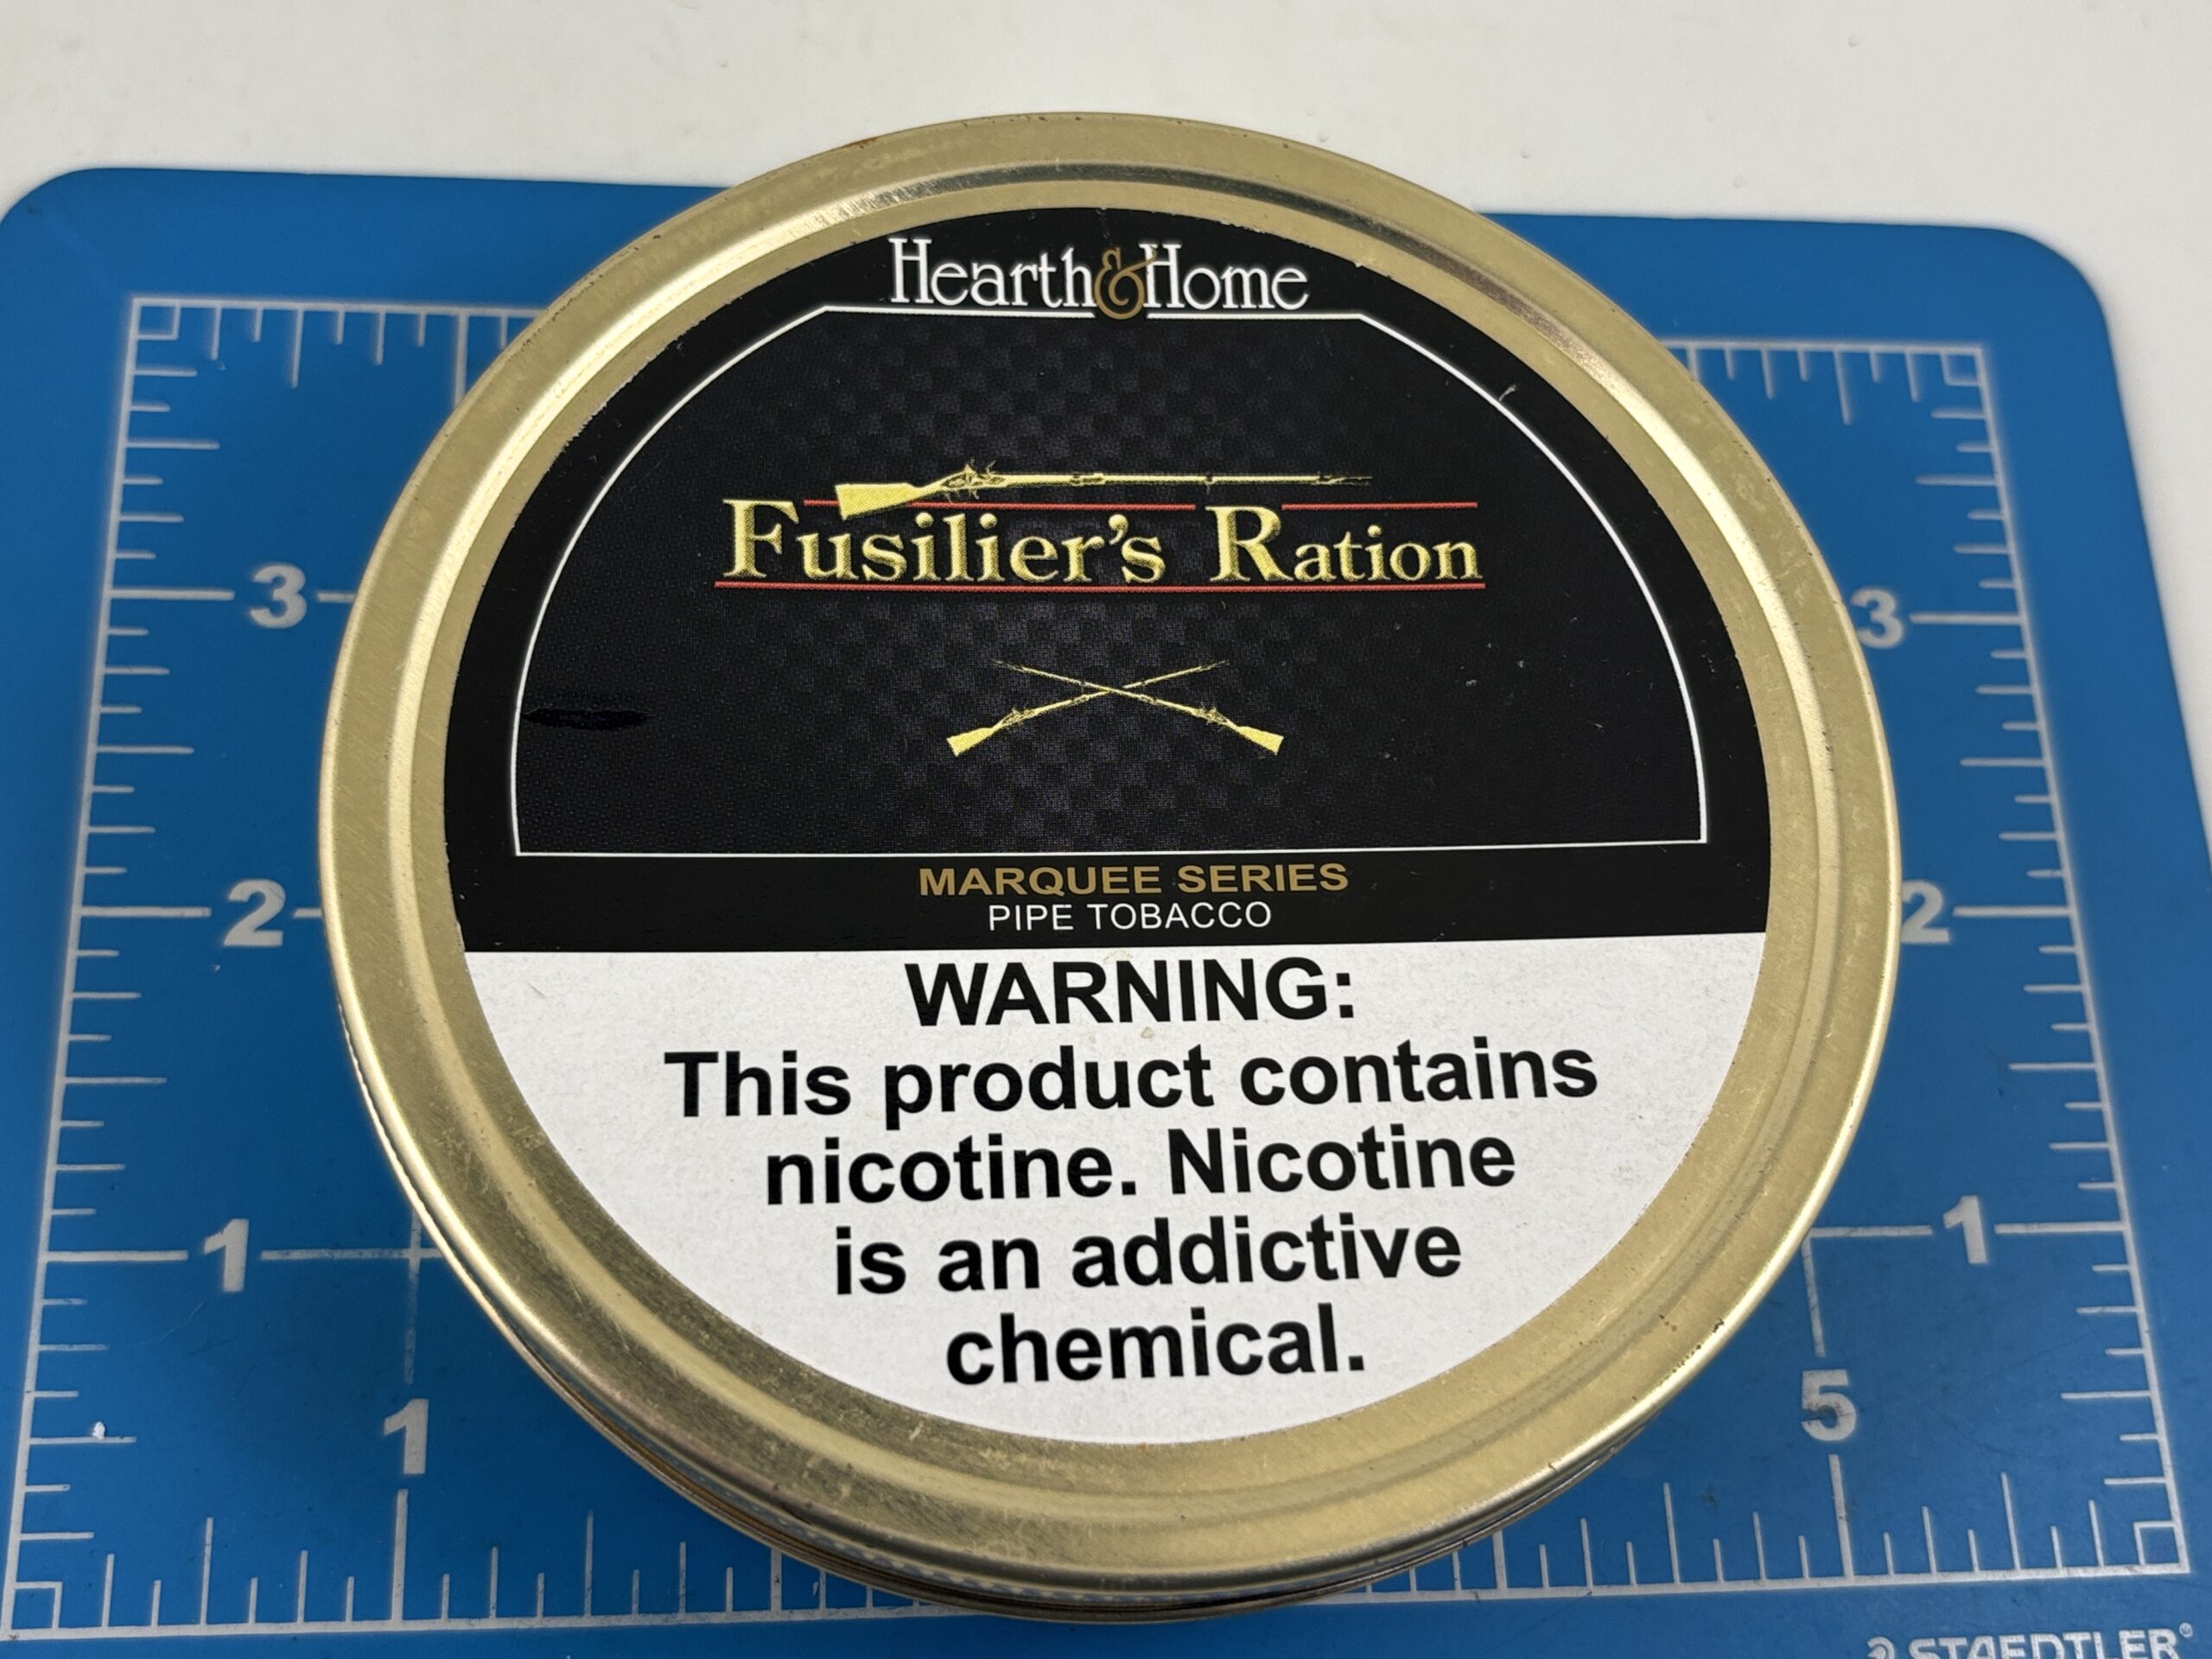 Hearth & Home
Fusilier's Ration
MARQUEE SERIES
PIPE TOBACCO
WARNING:
This product contains
nicotine. Nicotine
is an addictive
chemical.
3
3
2
2
1
1
1
5
STAEDTLER®